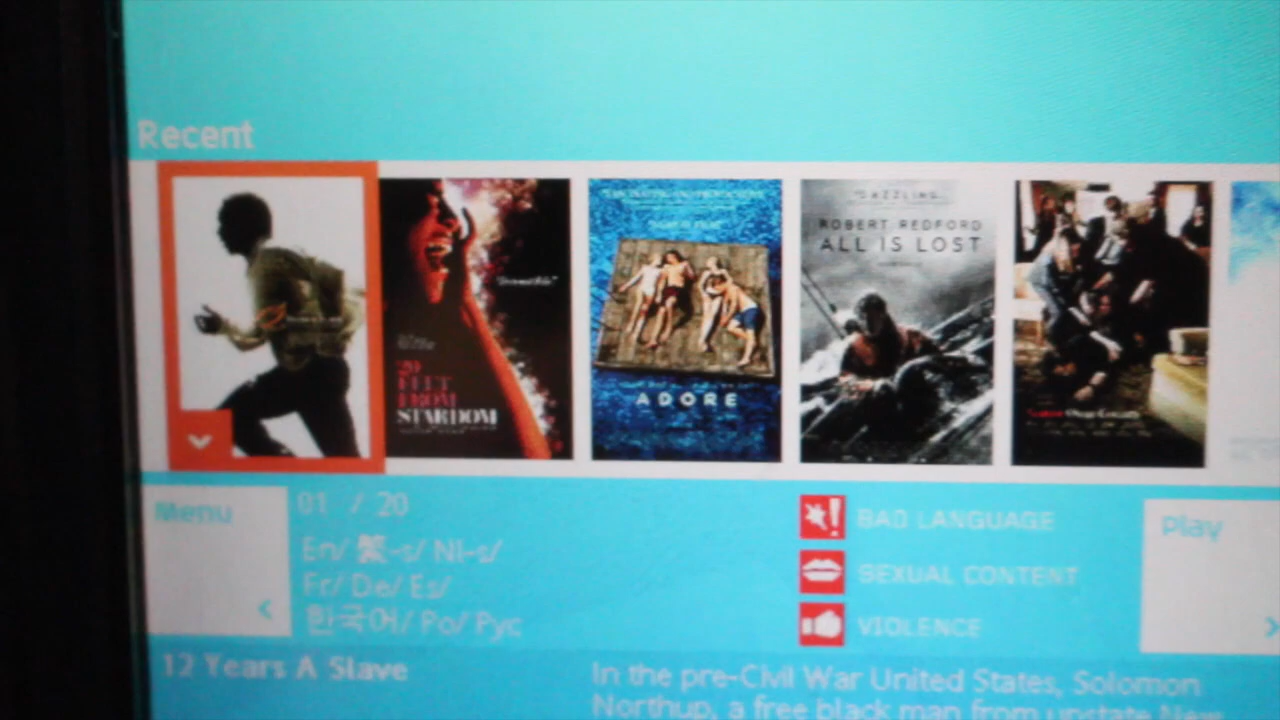 Recent
"DAZZLING.
ROBERT REDFORD
ALL IS LOST
20
FEET
FROM
STARDOM
ADORE
Menu
01 / 20
En/ 繁-s/ Nl-s/
Fr/ De/ Es/
한국어/ Po/ Рус
BAD LANGUAGE
SEXUAL CONTENT
VIOLENCE
Play
12 Years A Slave
In the pre-Civil War United States, Solomon
Northup, a free black man from upstate New